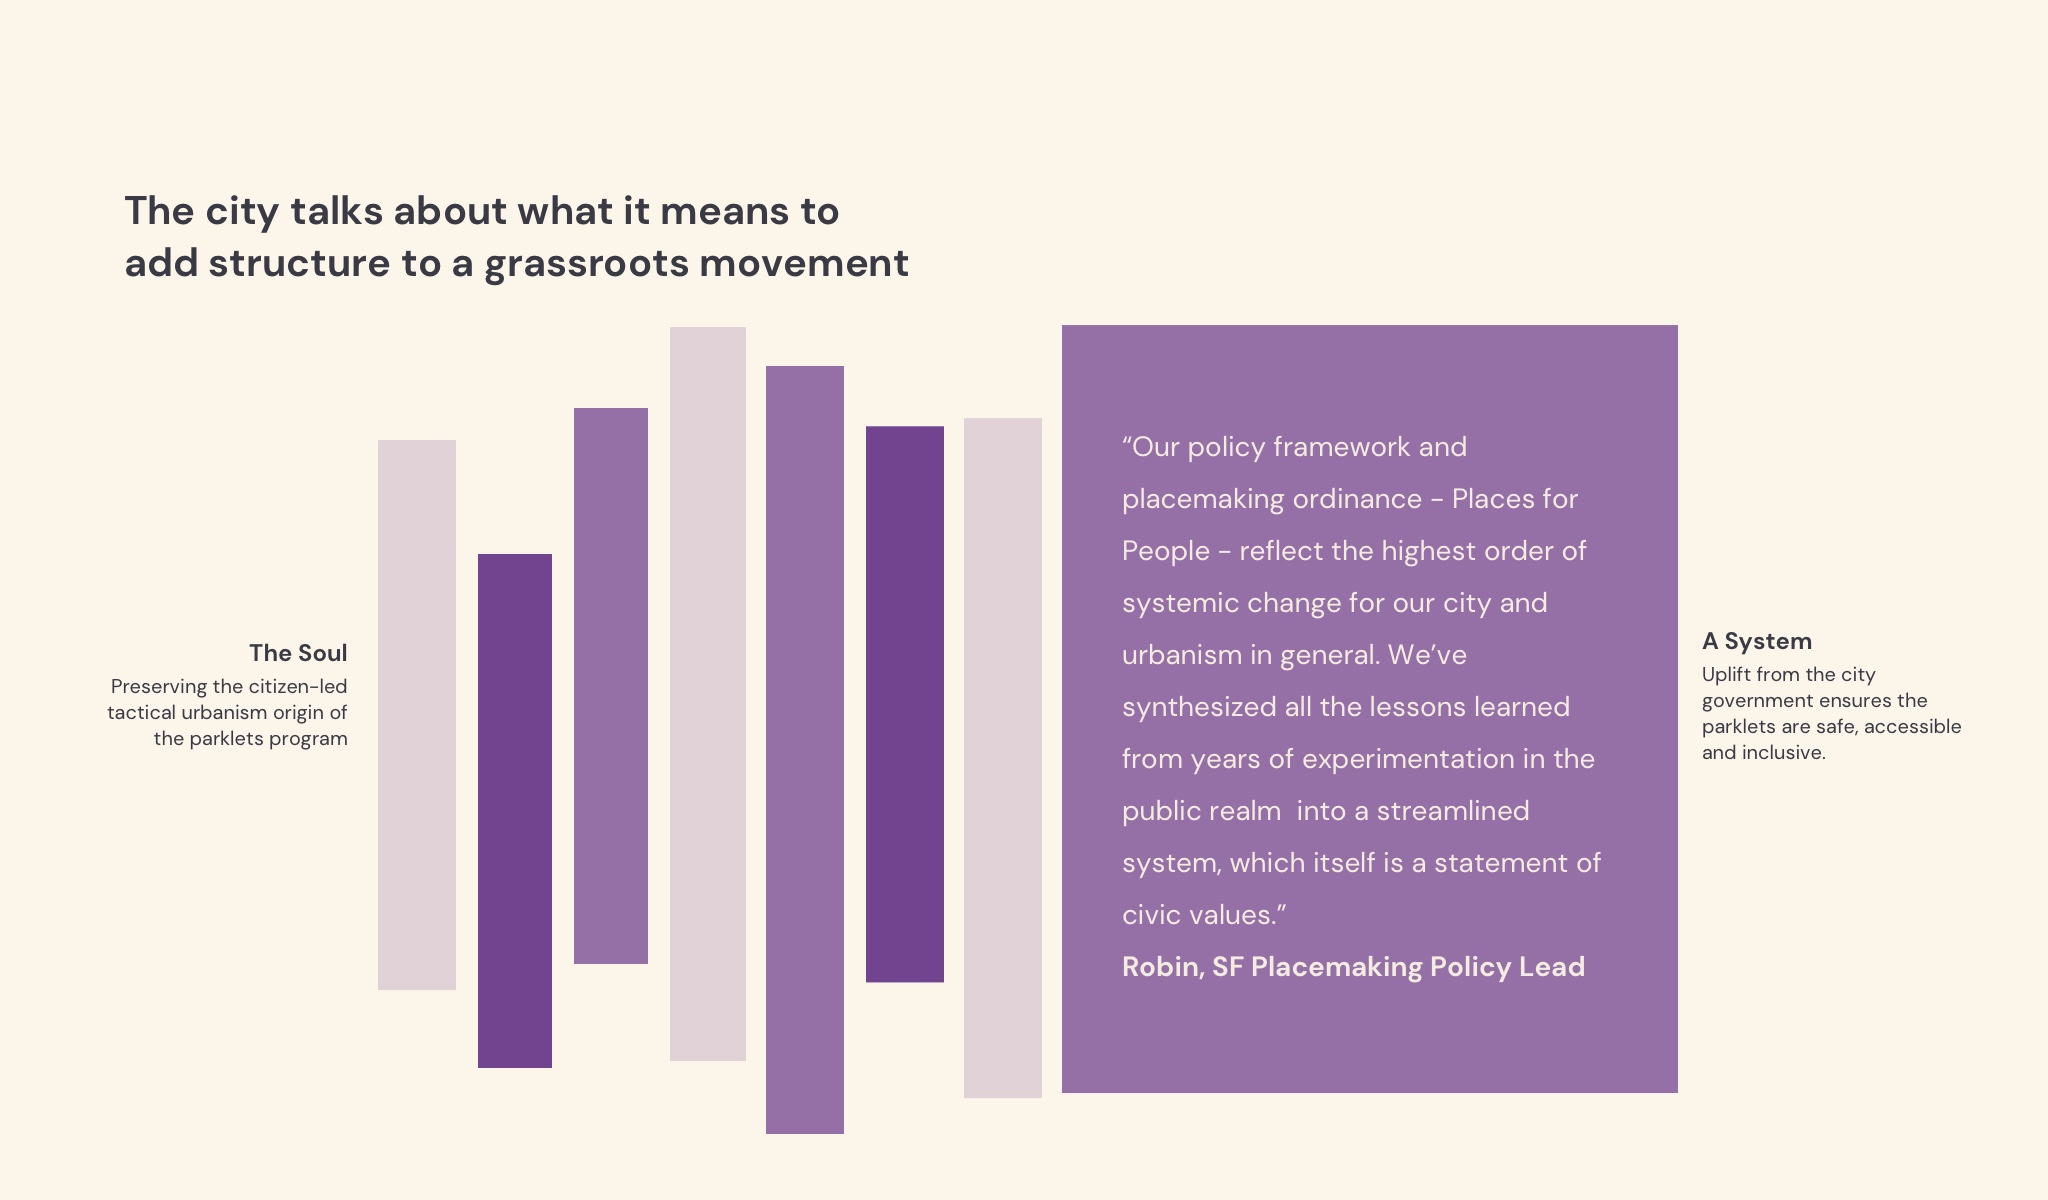 The city talks about what it means to
add structure to a grassroots movement
The Soul
Preserving the citizen-led
tactical urbanism origin of
the parklets program
“Our policy framework and
placemaking ordinance - Places for
People - reflect the highest order of
systemic change for our city and
urbanism in general. We’ve
synthesized all the lessons learned
from years of experimentation in the
public realm  into a streamlined
system, which itself is a statement of
civic values.”
Robin, SF Placemaking Policy Lead
A System
Uplift from the city
government ensures the
parklets are safe, accessible
and inclusive.